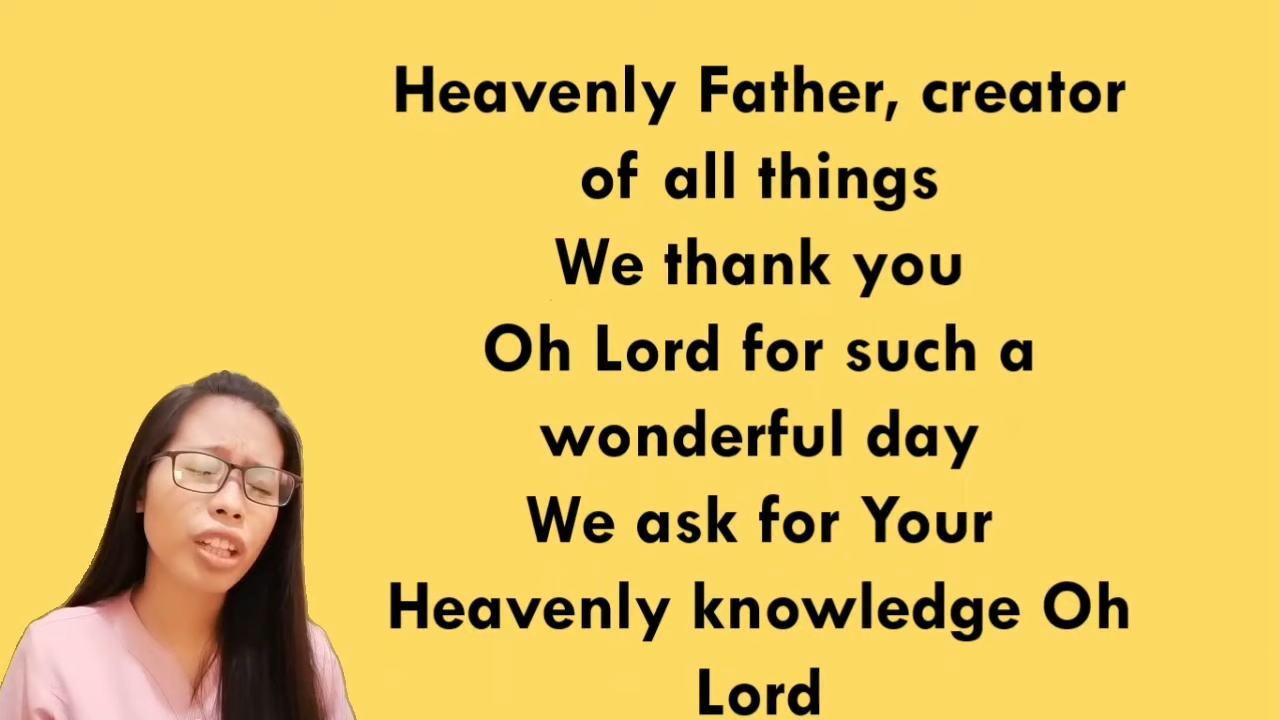 Heavenly Father, creator
of all things
We thank you
Oh Lord for such a
wonderful day
We ask for Your
Heavenly knowledge Oh
Lord